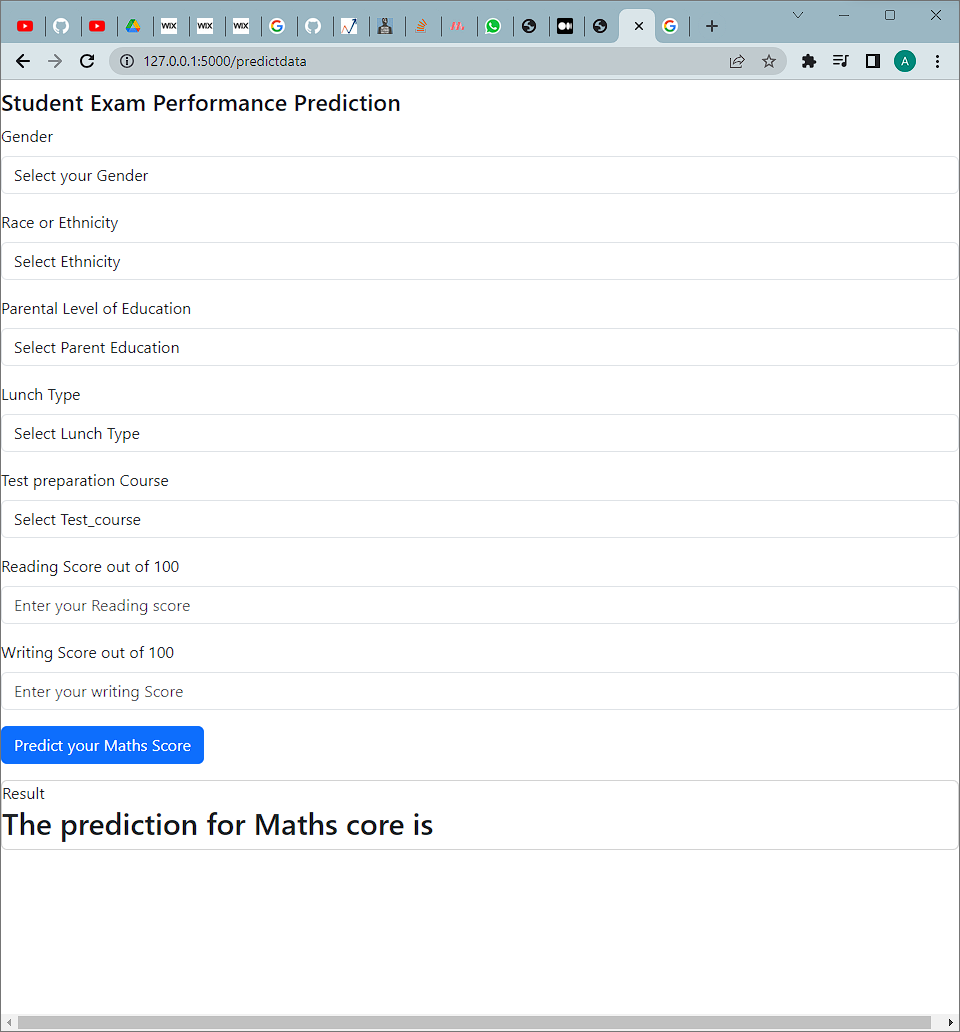 WIX
WIX
WIX
127.0.0.1:5000/predictdata
A
Student Exam Performance Prediction
Gender
Select your Gender
Race or Ethnicity
Select Ethnicity
Parental Level of Education
Select Parent Education
Lunch Type
Select Lunch Type
Test preparation Course
Select Test_course
Reading Score out of 100
Enter your Reading score
Writing Score out of 100
Enter your writing Score
Predict your Maths Score
Result
The prediction for Maths core is